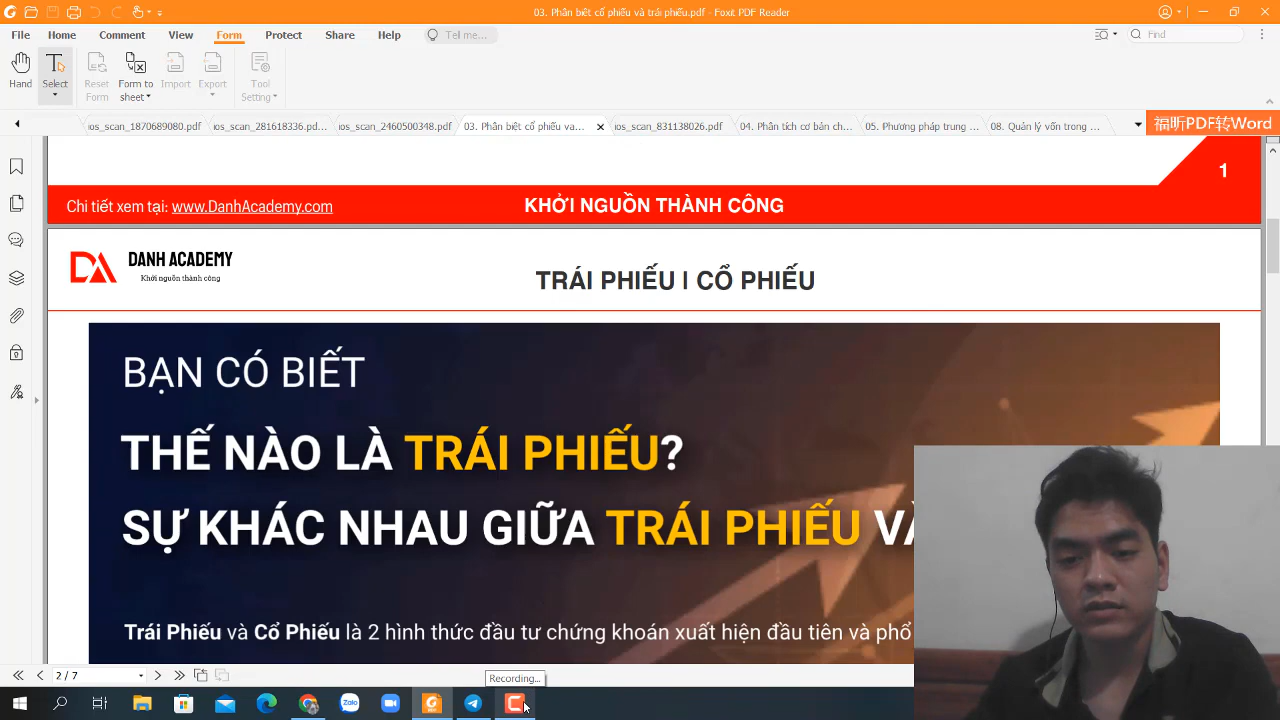 03. Phân biệt cổ phiếu và trái phiếu.pdf - Foxit PDF Reader
File Home Comment View Form Protect Share Help Tell me... Find
Hand Select Reset Form Form to sheet Import Export Tool Setting
ios_scan_1870689080.pdf ios_scan_281618336.pd... ios_scan_2460500348.pdf 03. Phân biệt cổ phiếu va... ios_scan_831138026.pdf 04. Phân tích cơ bản ch... 05. Phương pháp trung ... 08. Quản lý vốn trong ... 福昕PDF转Word
1
Chi tiết xem tại: www.DanhAcademy.com KHỞI NGUỒN THÀNH CÔNG
DANH ACADEMY
Khởi nguồn thành công
TRÁI PHIẾU | CỔ PHIẾU
BẠN CÓ BIẾT
THẾ NÀO LÀ TRÁI PHIẾU?
SỰ KHÁC NHAU GIỮA TRÁI PHIẾU VÀ
Trái Phiếu và Cổ Phiếu là 2 hình thức đầu tư chứng khoán xuất hiện đầu tiên và phổ
2 / 7
Recording...
Zalo